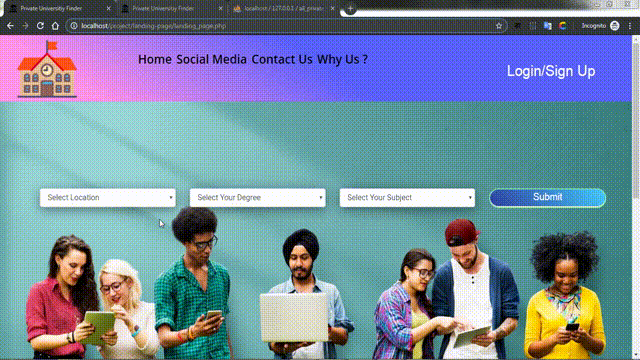 Private University Finder
Private University Finder
localhost / 127.0.0.1 / all_privat
localhost/project/landing-page/landing_page.php
Incognito
Home Social Media Contact Us Why Us ?
Login/Sign Up
Select Location
Select Your Degree
Select Your Subject
Submit